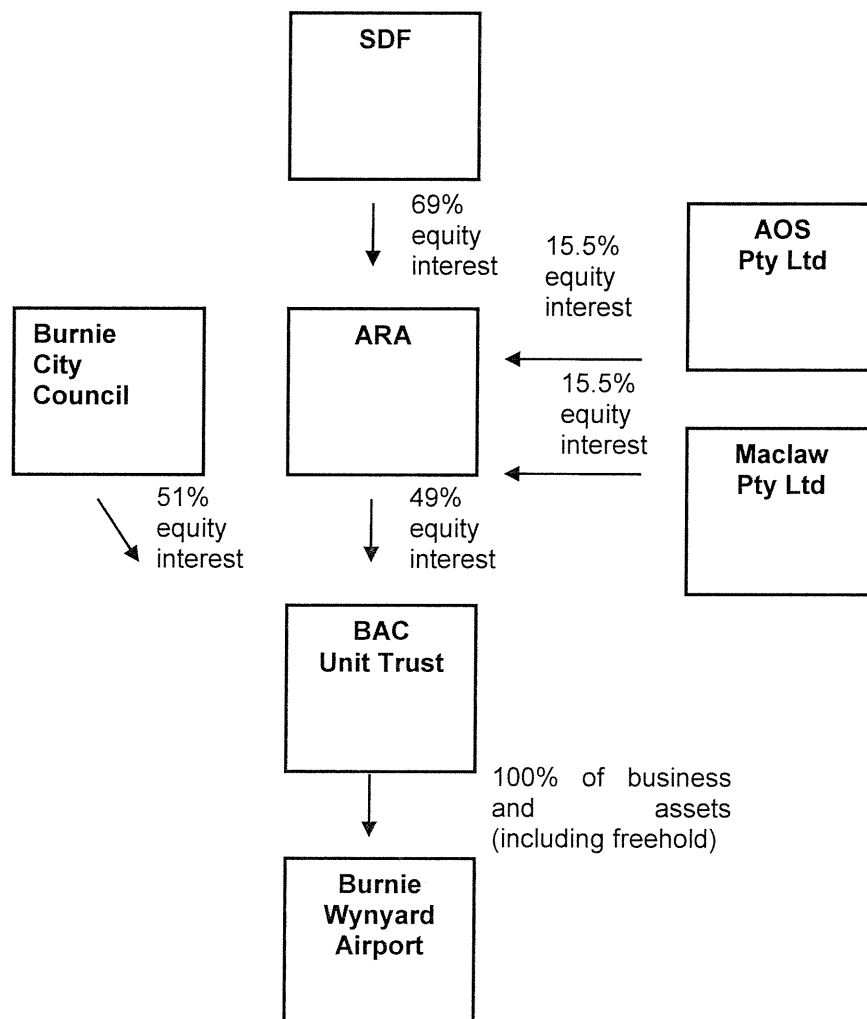 SDF
69%
equity
interest
AOS
Pty Ltd
15.5%
equity
interest
Burnie
City
Council
ARA
15.5%
equity
interest
Maclaw
Pty Ltd
51%
equity
interest
49%
equity
interest
BAC
Unit Trust
100% of business
and assets
(including freehold)
Burnie
Wynyard
Airport